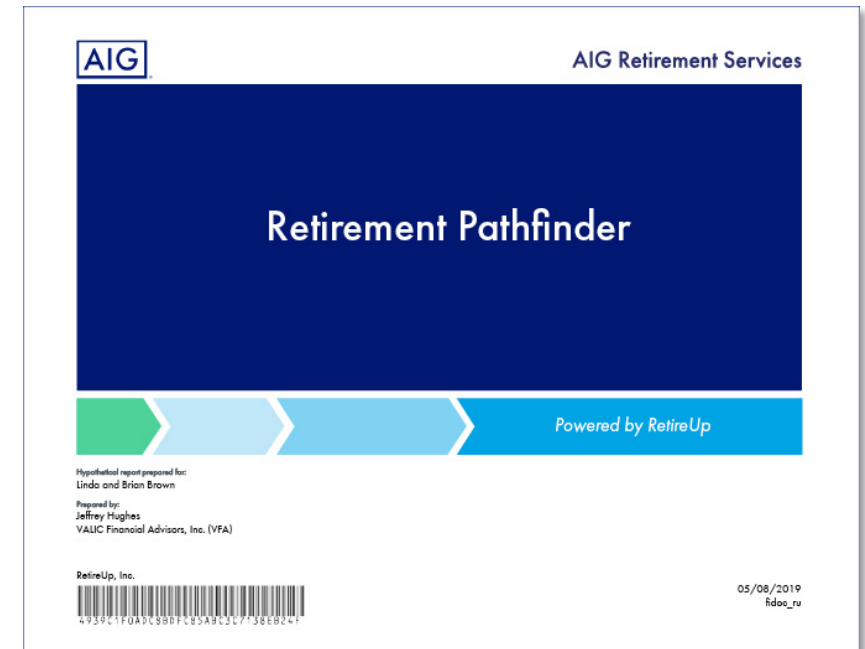 AIG
AIG Retirement Services
Retirement Pathfinder
Powered by RetireUp
Hypothetical report prepared for:
Linda and Brian Brown
Prepared by:
Jeffrey Hughes
VALIC Financial Advisors, Inc. (VFA)
RetireUp, Inc.
05/08/2019
fidoc_ru